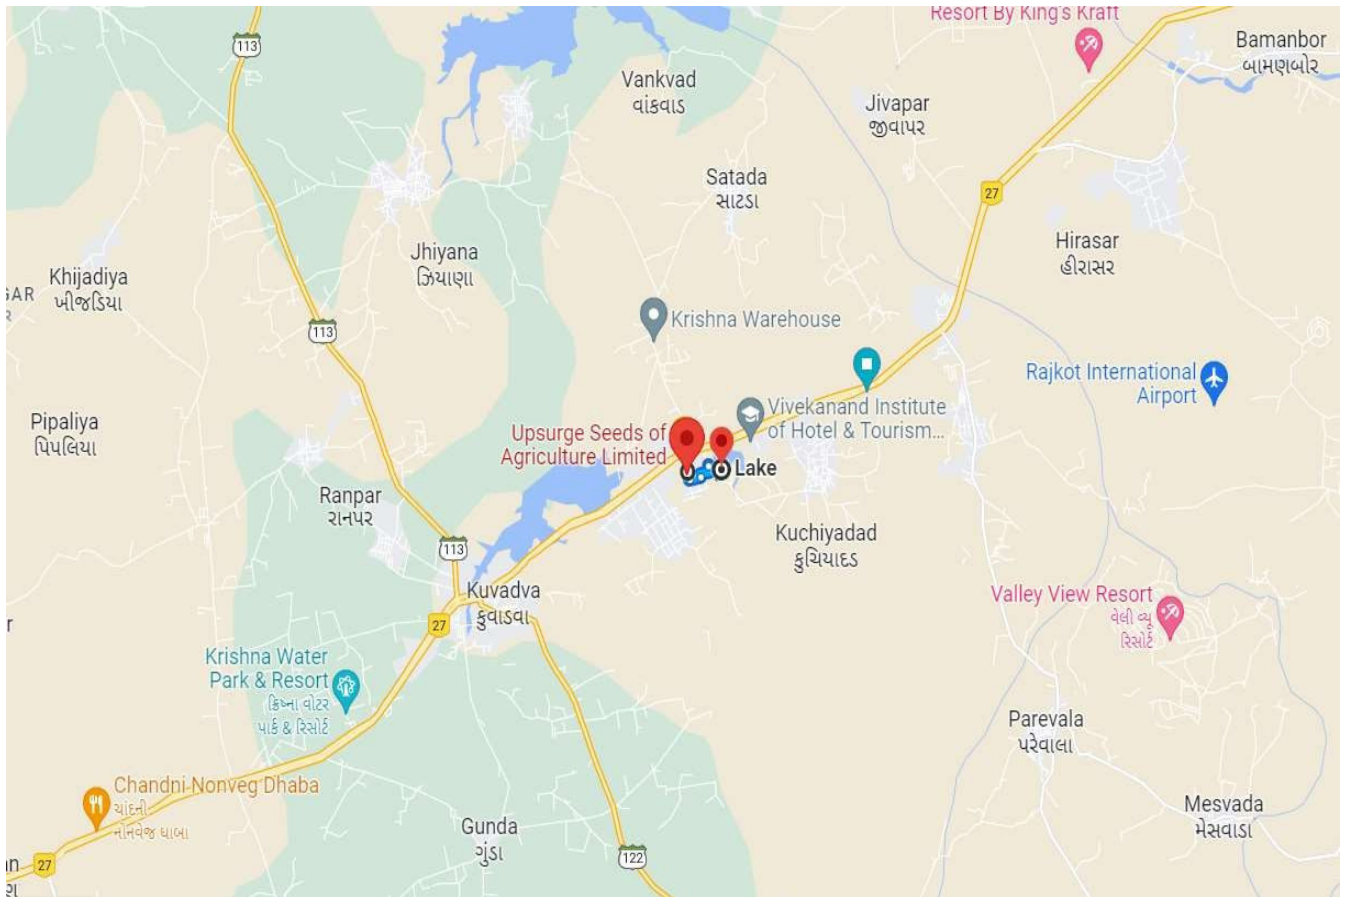 Resort By King's Kraft
Bamanbor
બામણબોર
113
Vankvad
વાંકવાડ
Jivapar
જીવાપર
Satada
સાટડા
27
Hirasar
હીરાસર
Jhiyana
ઝિયાણા
Khijadiya
ખીજડિયા
GAR
113
Krishna Warehouse
Rajkot International
Airport
Pipaliya
પિપલિયા
Vivekanand Institute
of Hotel & Tourism...
Upsurge Seeds of
Agriculture Limited
Lake
Ranpar
રાનપર
113
Kuchiyadad
કુચિયાદડ
Kuvadva
કુવાડવા
27
Valley View Resort
વેલી વ્યૂ
રિસોર્ટ
Krishna Water
Park & Resort
ક્રિષ્ના વોટર
પાર્ક & રિસોર્ટ
Parevala
પરેવાલા
Chandni Nonveg Dhaba
ચાંદની
નોનવેજ ધાબા
Mesvada
મેસવાડા
Gunda
ગુંડા
122
27